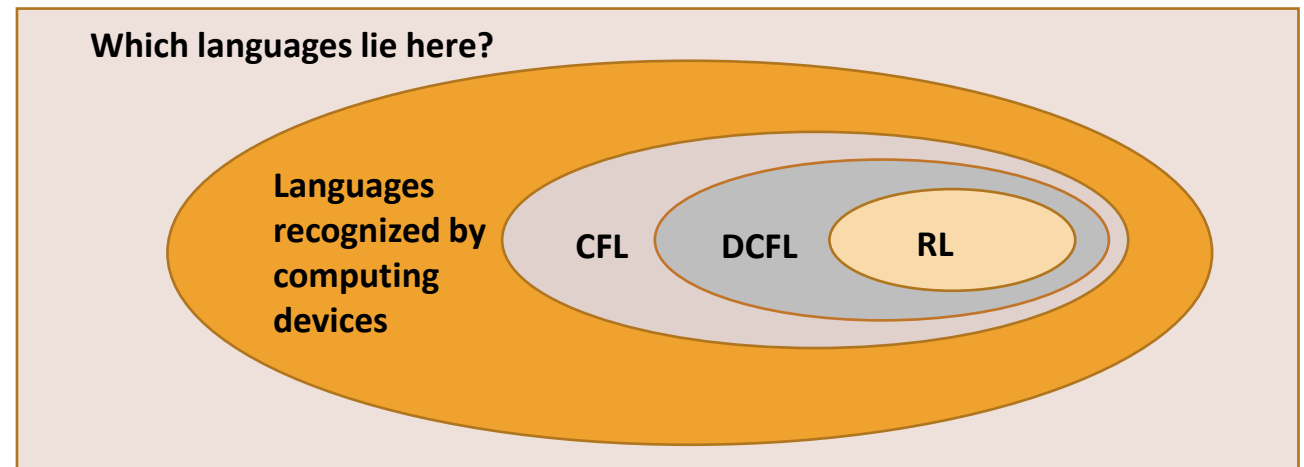 Which languages lie here?
Languages
recognized by
computing
devices
CFL
DCFL
RL